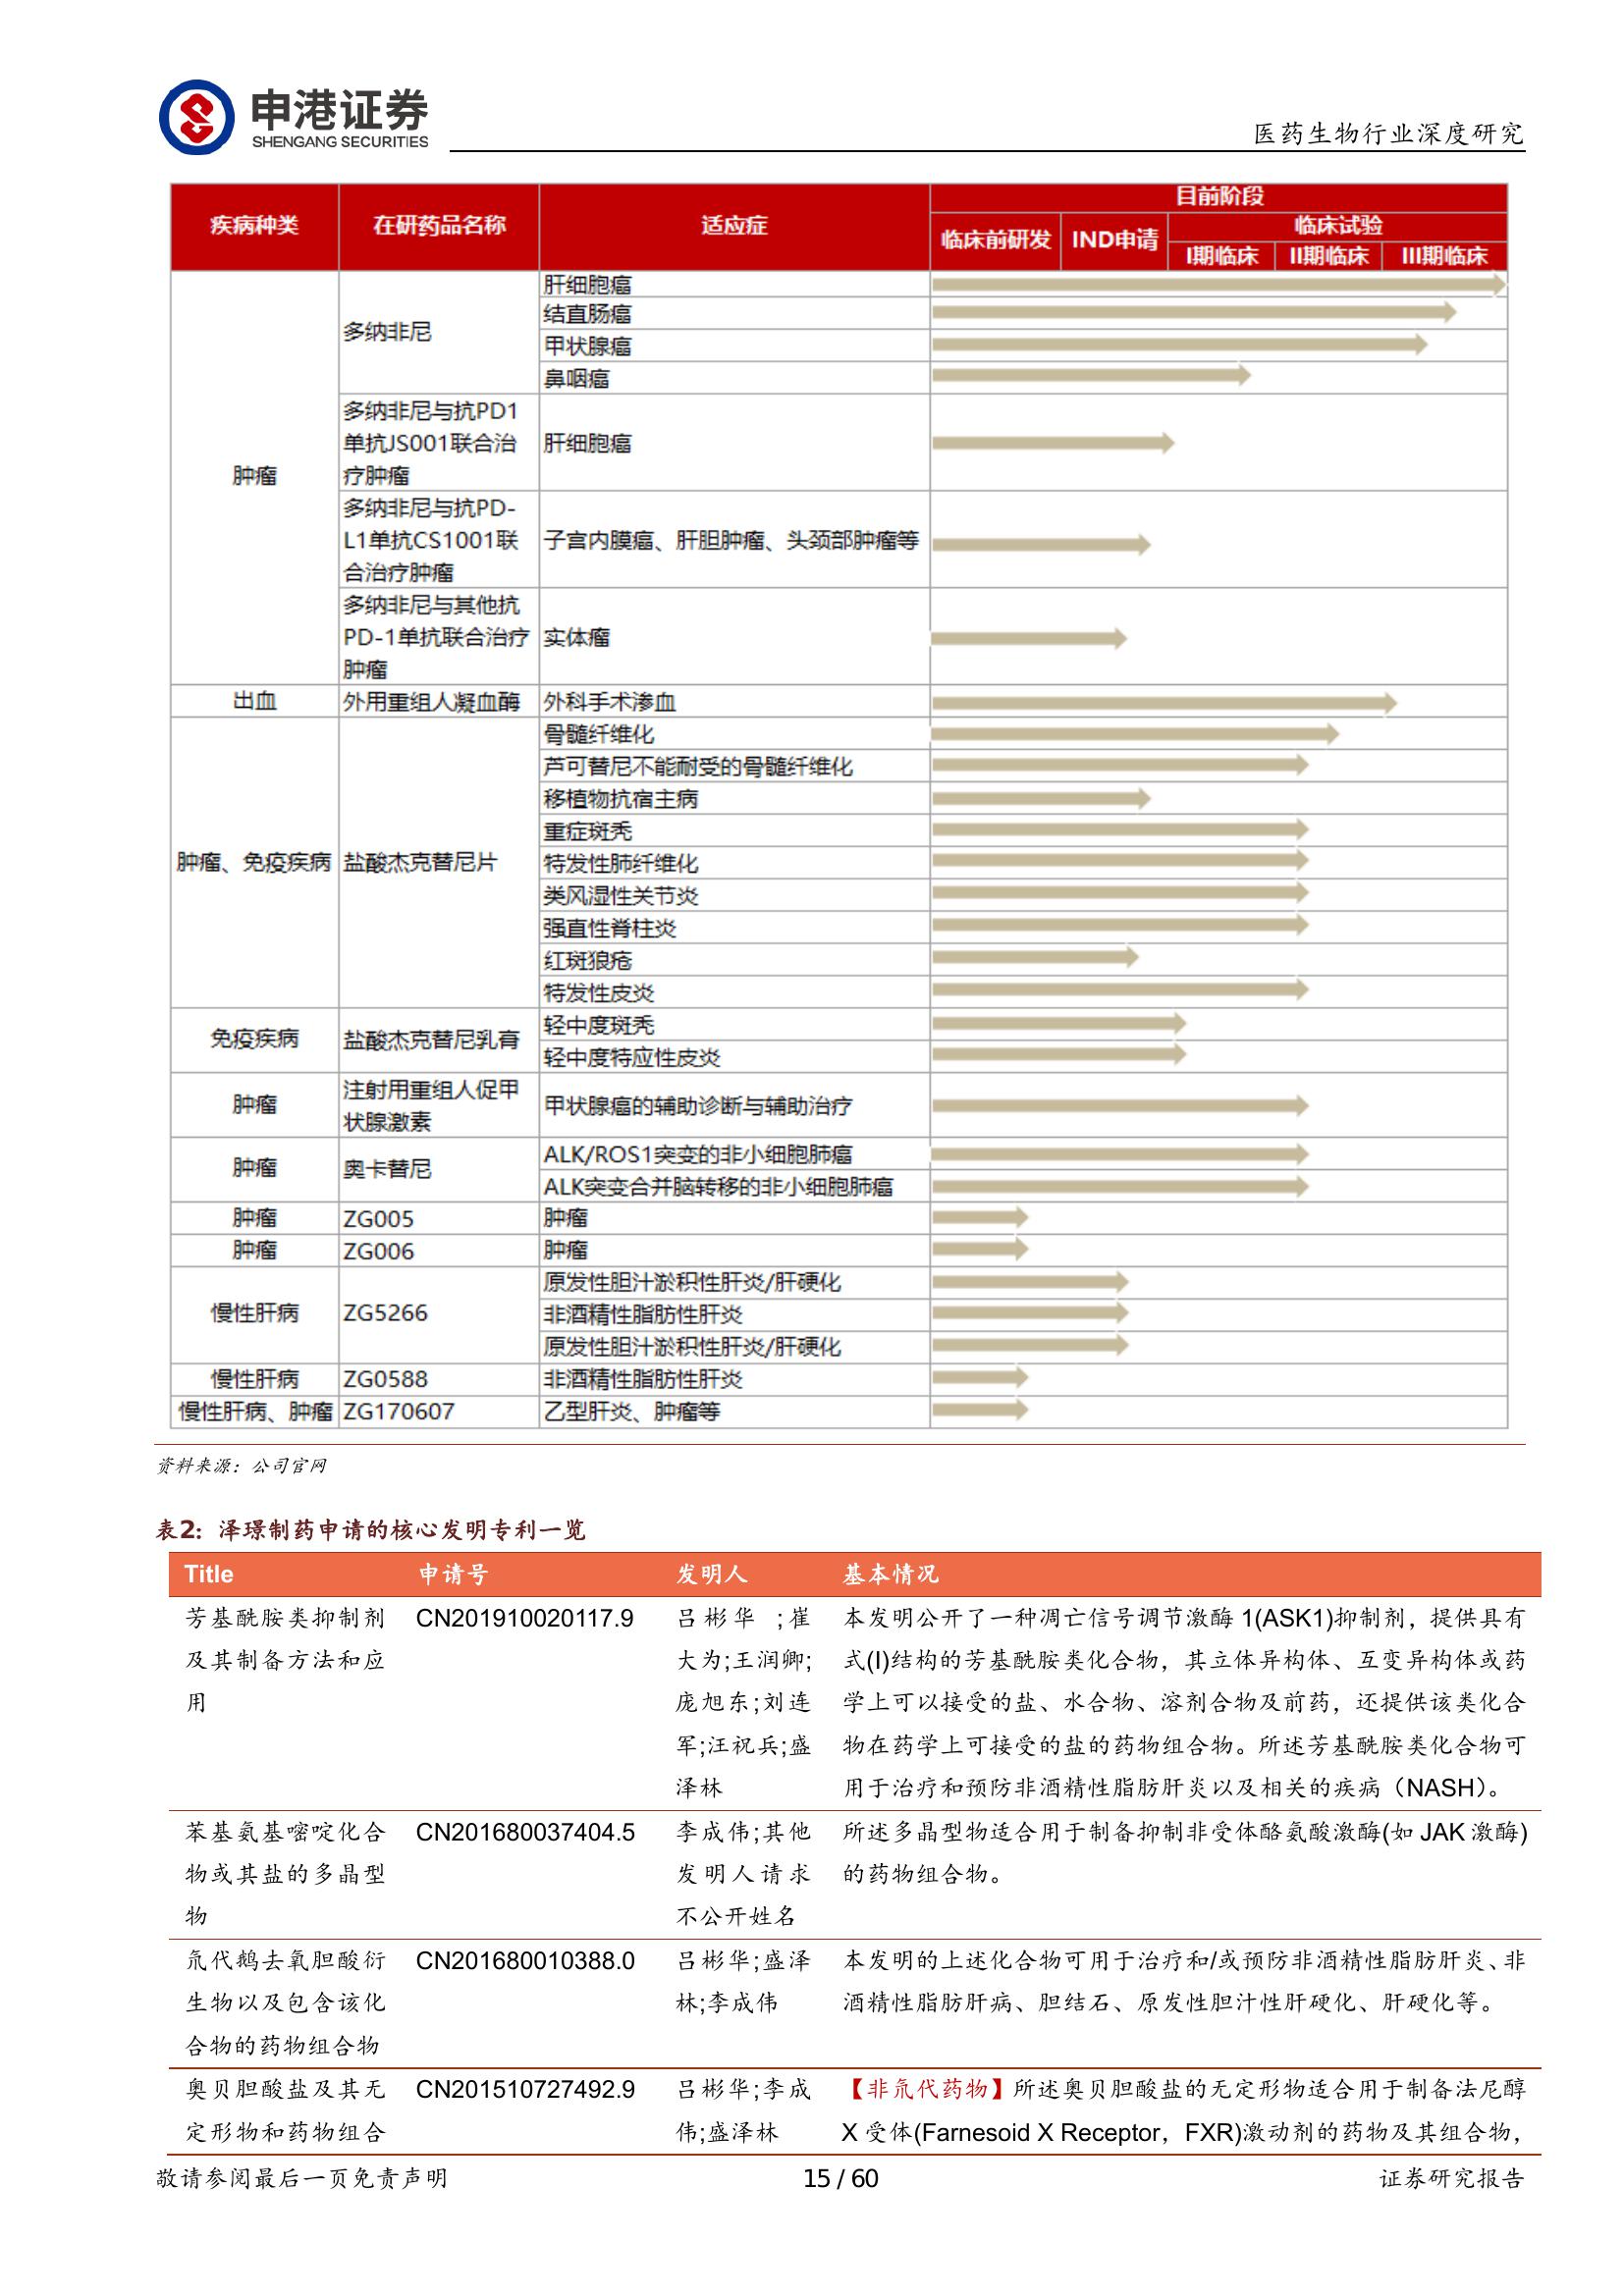 申港证券
SHENGANG SECURITIES
医药生物行业深度研究
疾病种类 在研药品名称 适应症 目前阶段
临床前研发 IND申请 临床试验
I期临床 II期临床 III期临床
肿瘤
多纳非尼
肝细胞癌
结直肠癌
甲状腺癌
鼻咽癌
多纳非尼与抗PD1
单抗JS001联合治
疗肿瘤
肝细胞癌
多纳非尼与抗PD-
L1单抗CS1001联
合治疗肿瘤
子宫内膜癌、肝胆肿瘤、头颈部肿瘤等
多纳非尼与其他抗
PD-1单抗联合治疗
肿瘤
实体瘤
出血 外用重组人凝血酶 外科手术渗血
肿瘤、免疫疾病 盐酸杰克替尼片
骨髓纤维化
芦可替尼不能耐受的骨髓纤维化
移植物抗宿主病
重症斑秃
特发性肺纤维化
类风湿性关节炎
强直性脊柱炎
红斑狼疮
特发性皮炎
免疫疾病 盐酸杰克替尼乳膏
轻中度斑秃
轻中度特应性皮炎
肿瘤
注射用重组人促甲
状腺激素
甲状腺癌的辅助诊断与辅助治疗
肿瘤 奥卡替尼
ALK/ROS1突变的非小细胞肺癌
ALK突变合并脑转移的非小细胞肺癌
肿瘤 ZG005 肿瘤
肿瘤 ZG006 肿瘤
慢性肝病 ZG5266
原发性胆汁淤积性肝炎/肝硬化
非酒精性脂肪性肝炎
原发性胆汁淤积性肝炎/肝硬化
慢性肝病 ZG0588 非酒精性脂肪性肝炎
慢性肝病、肿瘤 ZG170607 乙型肝炎、肿瘤等
资料来源：公司官网
表2：泽璟制药申请的核心发明专利一览
Title 申请号 发明人 基本情况
芳基酰胺类抑制剂 CN201910020117.9 吕彬华 ;崔 本发明公开了一种凋亡信号调节激酶 1(ASK1)抑制剂，提供具有
及其制备方法和应 大为;王润卿; 式(I)结构的芳基酰胺类化合物，其立体异构体、互变异构体或药
用 庞旭东;刘连 学上可以接受的盐、水合物、溶剂合物及前药，还提供该类化合
军;汪祝兵;盛 物在药学上可接受的盐的药物组合物。所述芳基酰胺类化合物可
泽林 用于治疗和预防非酒精性脂肪肝炎以及相关的疾病（NASH）。
苯基氨基嘧啶化合 CN201680037404.5 李成伟;其他 所述多晶型物适合用于制备抑制非受体酪氨酸激酶(如 JAK 激酶)
物或其盐的多晶型 发明人请求 的药物组合物。
物 不公开姓名
氘代鹅去氧胆酸衍 CN201680010388.0 吕彬华;盛泽 本发明的上述化合物可用于治疗和/或预防非酒精性脂肪肝炎、非
生物以及包含该化 林;李成伟 酒精性脂肪肝病、胆结石、原发性胆汁性肝硬化、肝硬化等。
合物的药物组合物
奥贝胆酸盐及其无 CN201510727492.9 吕彬华;李成 【非氘代药物】所述奥贝胆酸盐的无定形物适合用于制备法尼醇
定形物和药物组合 伟;盛泽林 X 受体(Farnesoid X Receptor，FXR)激动剂的药物及其组合物，
敬请参阅最后一页免责声明 15 / 60 证券研究报告